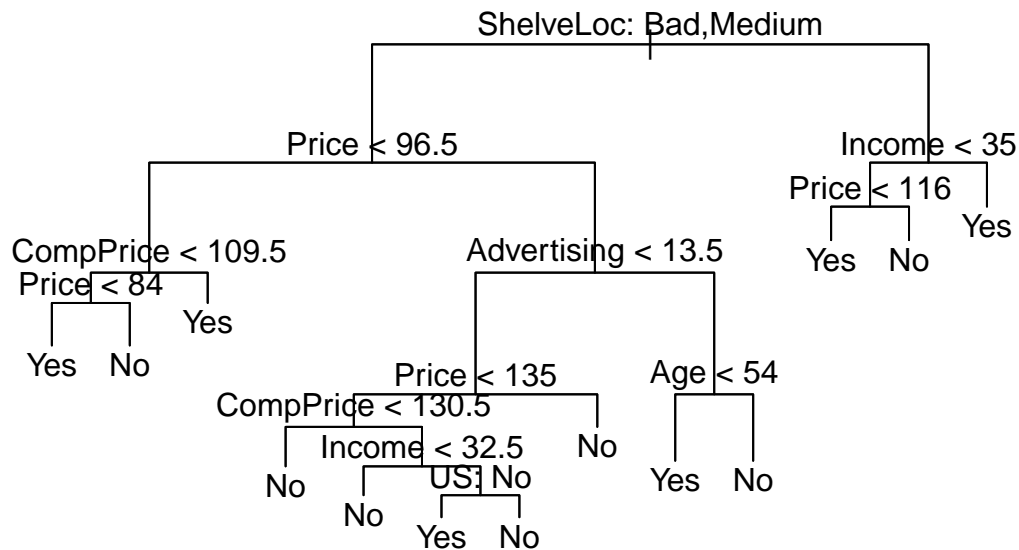 ShelveLoc: Bad,Medium
Price < 96.5
Income < 35
Price < 116
Yes
Yes
No
CompPrice < 109.5
Advertising < 13.5
Price < 84
Yes
Yes
No
Price < 135
Age < 54
CompPrice < 130.5
No
Income < 32.5
Yes
No
No
US: No
No
Yes
No